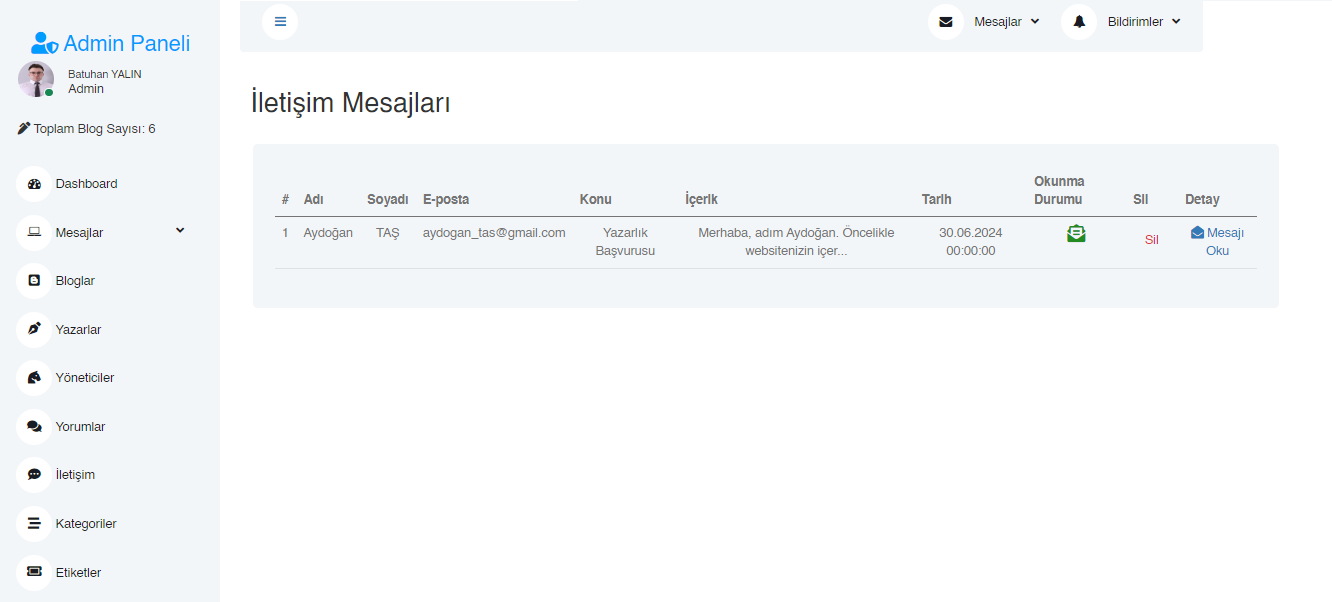 Admin Paneli
Batuhan YALIN
Admin
Toplam Blog Sayısı: 6
Dashboard
Mesajlar
Bloglar
Yazarlar
Yöneticiler
Yorumlar
İletişim
Kategoriler
Etiketler
Mesajlar
Bildirimler
İletişim Mesajları
# Adı Soyadı E-posta Konu İçerik Tarih Okunma Durumu Sil Detay
1 Aydoğan TAŞ aydogan_tas@gmail.com Yazarlık Başvurusu Merhaba, adım Aydoğan. Öncelikle websitenizin içer... 30.06.2024 00:00:00 Sil Mesajı Oku